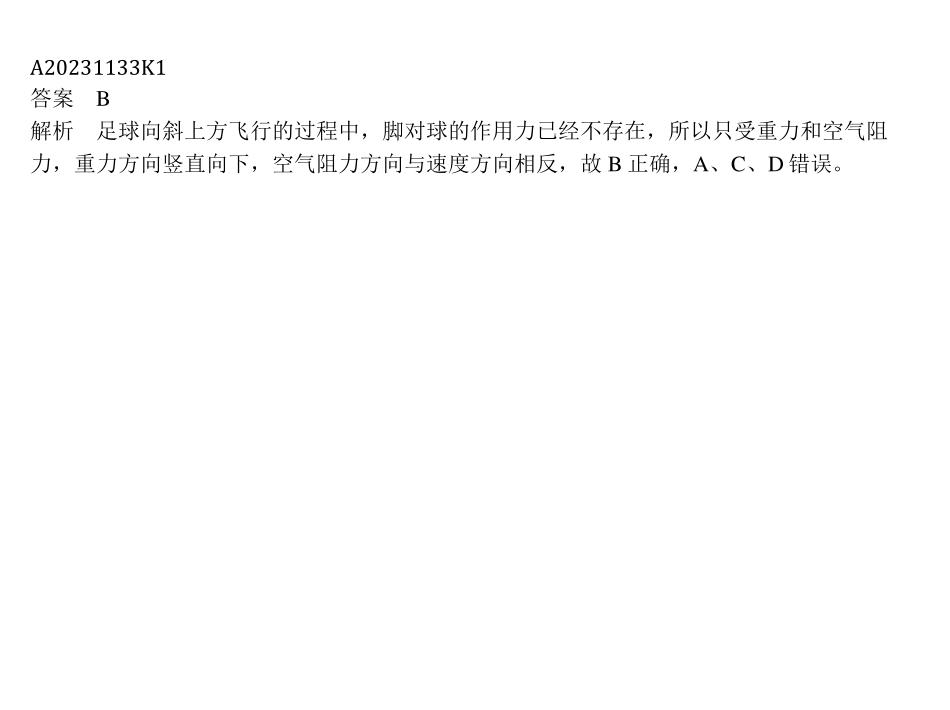 A20231133K1
答案　B
解析　足球向斜上方飞行的过程中，脚对球的作用力已经不存在，所以只受重力和空气阻
力，重力方向竖直向下，空气阻力方向与速度方向相反，故 B 正确，A、C、D 错误。